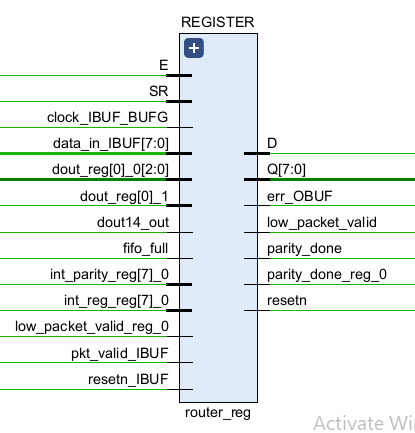 REGISTER
E
SR
clock_IBUF_BUFG
data_in_IBUF[7:0]
dout_reg[0]_0[2:0]
dout_reg[0]_1
dout14_out
fifo_full
int_parity_reg[7]_0
int_reg_reg[7]_0
low_packet_valid_reg_0
pkt_valid_IBUF
resetn_IBUF
D
Q[7:0]
err_OBUF
low_packet_valid
parity_done
parity_done_reg_0
resetn
router_reg
Activate Wi